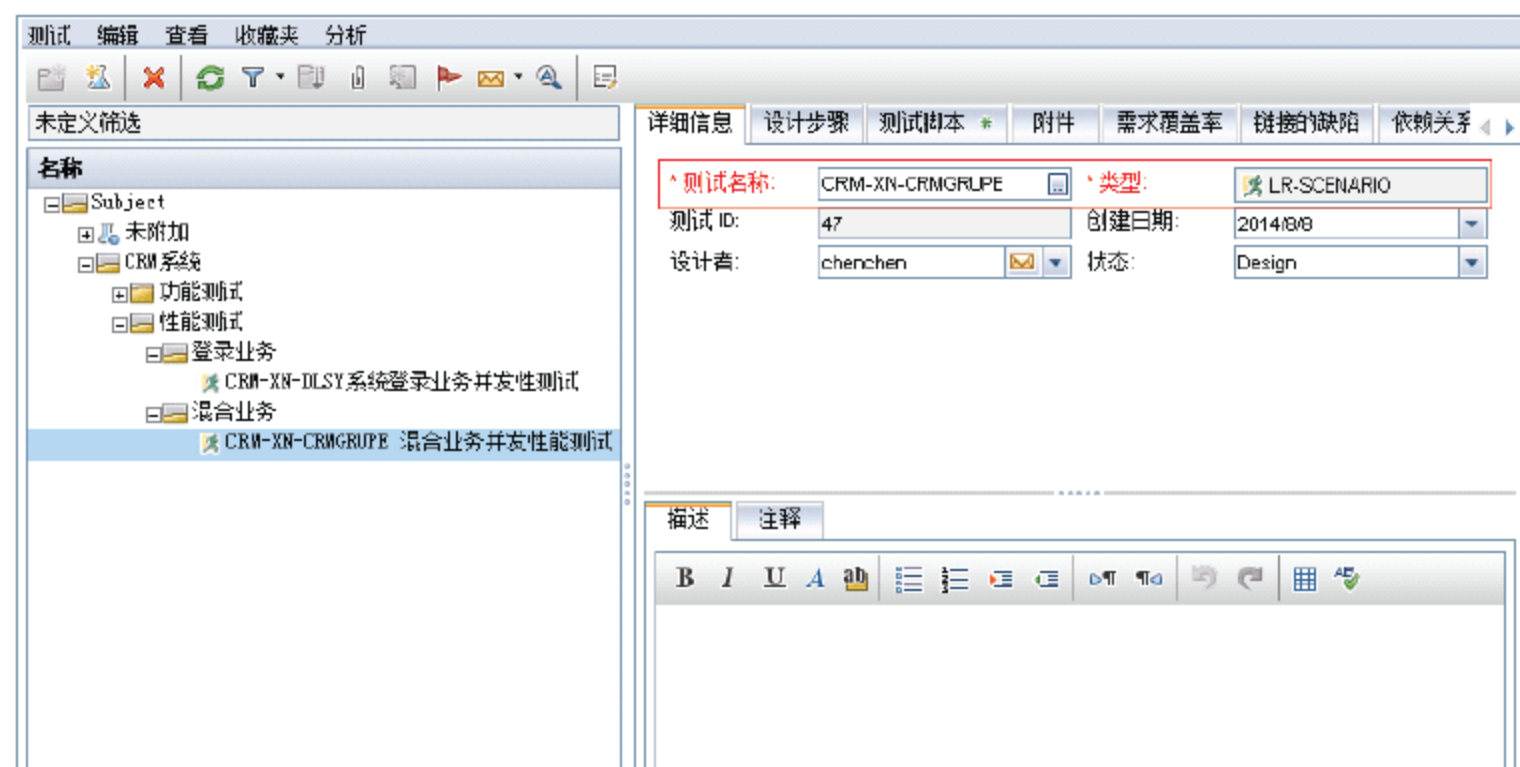 测试 编辑 查看 收藏夹 分析
未定义筛选
名称
Subject
未附加
CRM系统
功能测试
性能测试
登录业务
CRM-XN-DLSY系统登录业务并发性测试
混合业务
CRM-XN-CRMGRUPE 混合业务并发性能测试
详细信息 设计步骤 测试脚本 * 附件 需求覆盖率 链接的缺陷 依赖关系
* 测试名称: CRM-XN-CRMGRUPE * 类型: LR-SCENARIO
测试 ID: 47 创建日期: 2014/8/8
设计者: chenchen 状态: Design
描述 注释
B I U A ab